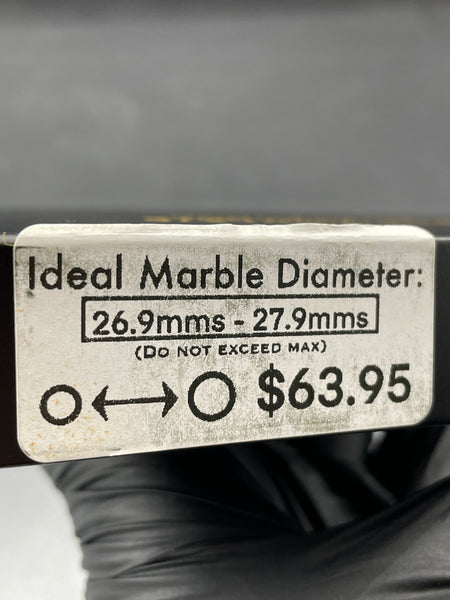 Ideal Marble Diameter:
26.9mms - 27.9mms
(DO NOT EXCEED MAX)
$63.95